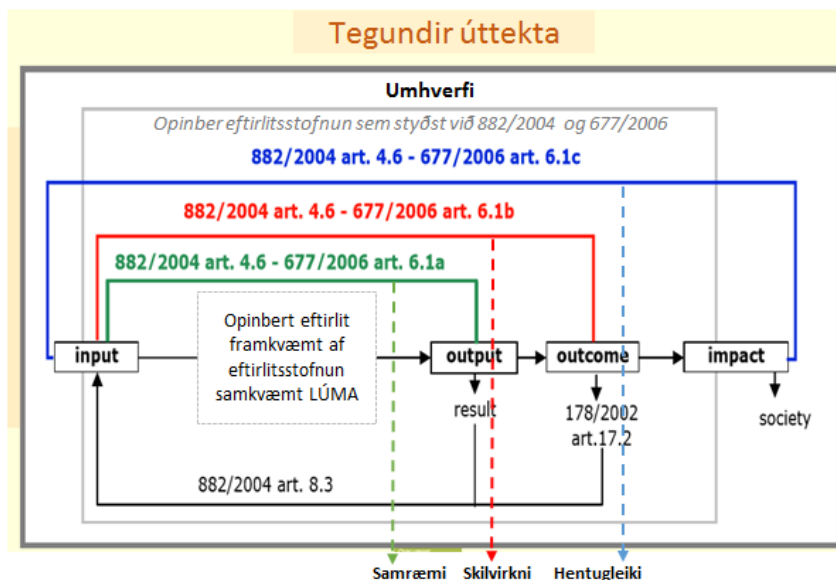 Tegundir úttekta
Umhverfi
Opinber eftirlitsstofnun sem styðst við 882/2004 og 677/2006
882/2004 art. 4.6 - 677/2006 art. 6.1c
882/2004 art. 4.6 - 677/2006 art. 6.1b
882/2004 art. 4.6 - 677/2006 art. 6.1a
Opinbert eftirlit
framkvæmt af
eftirlitsstofnun
samkvæmt LÚMA
input
output
outcome
impact
result
178/2002
art.17.2
society
882/2004 art. 8.3
Samræmi
Skilvirkni
Hentugleiki